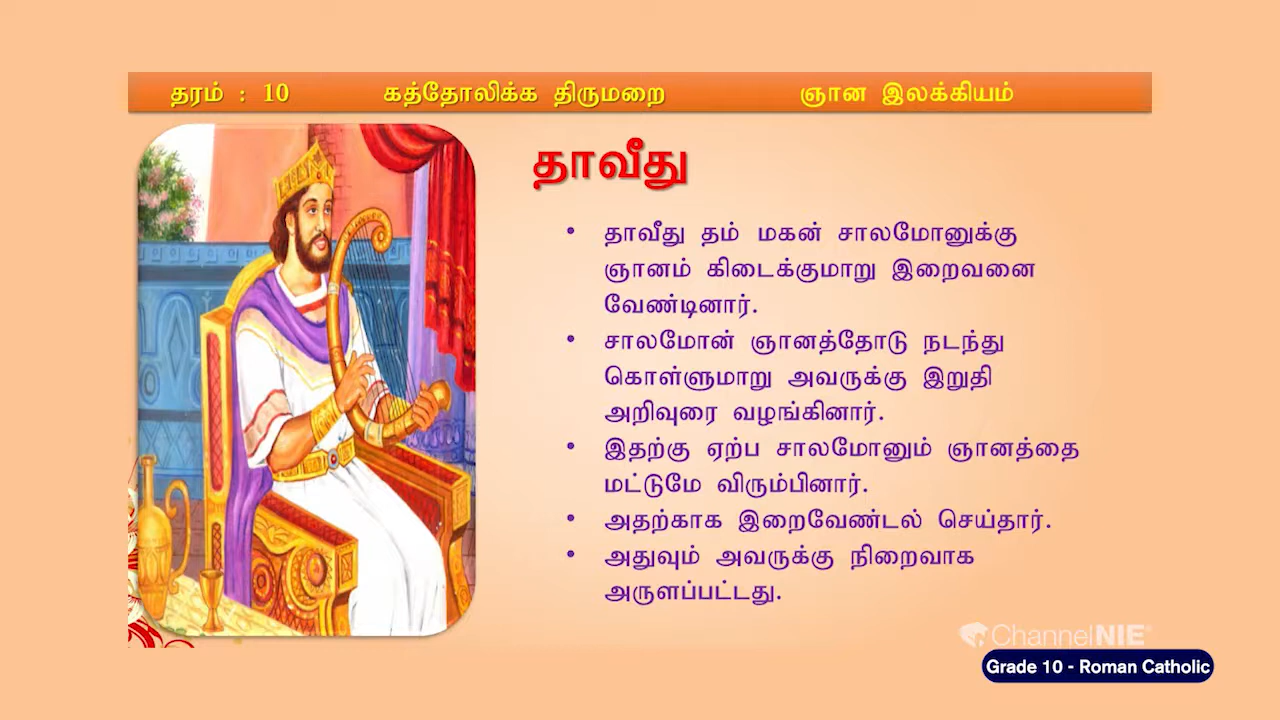 தரம் : 10 கத்தோலிக்க திருமறை ஞான இலக்கியம்
தாவீது
• தாவீது தம் மகன் சாலமோனுக்கு
ஞானம் கிடைக்குமாறு இறைவனை
வேண்டினார்.
• சாலமோன் ஞானத்தோடு நடந்து
கொள்ளுமாறு அவருக்கு இறுதி
அறிவுரை வழங்கினார்.
• இதற்கு ஏற்ப சாலமோனும் ஞானத்தை
மட்டுமே விரும்பினார்.
• அதற்காக இறைவேண்டல் செய்தார்.
• அதுவும் அவருக்கு நிறைவாக
அருளப்பட்டது.
ChannelNIE
Grade 10 - Roman Catholic